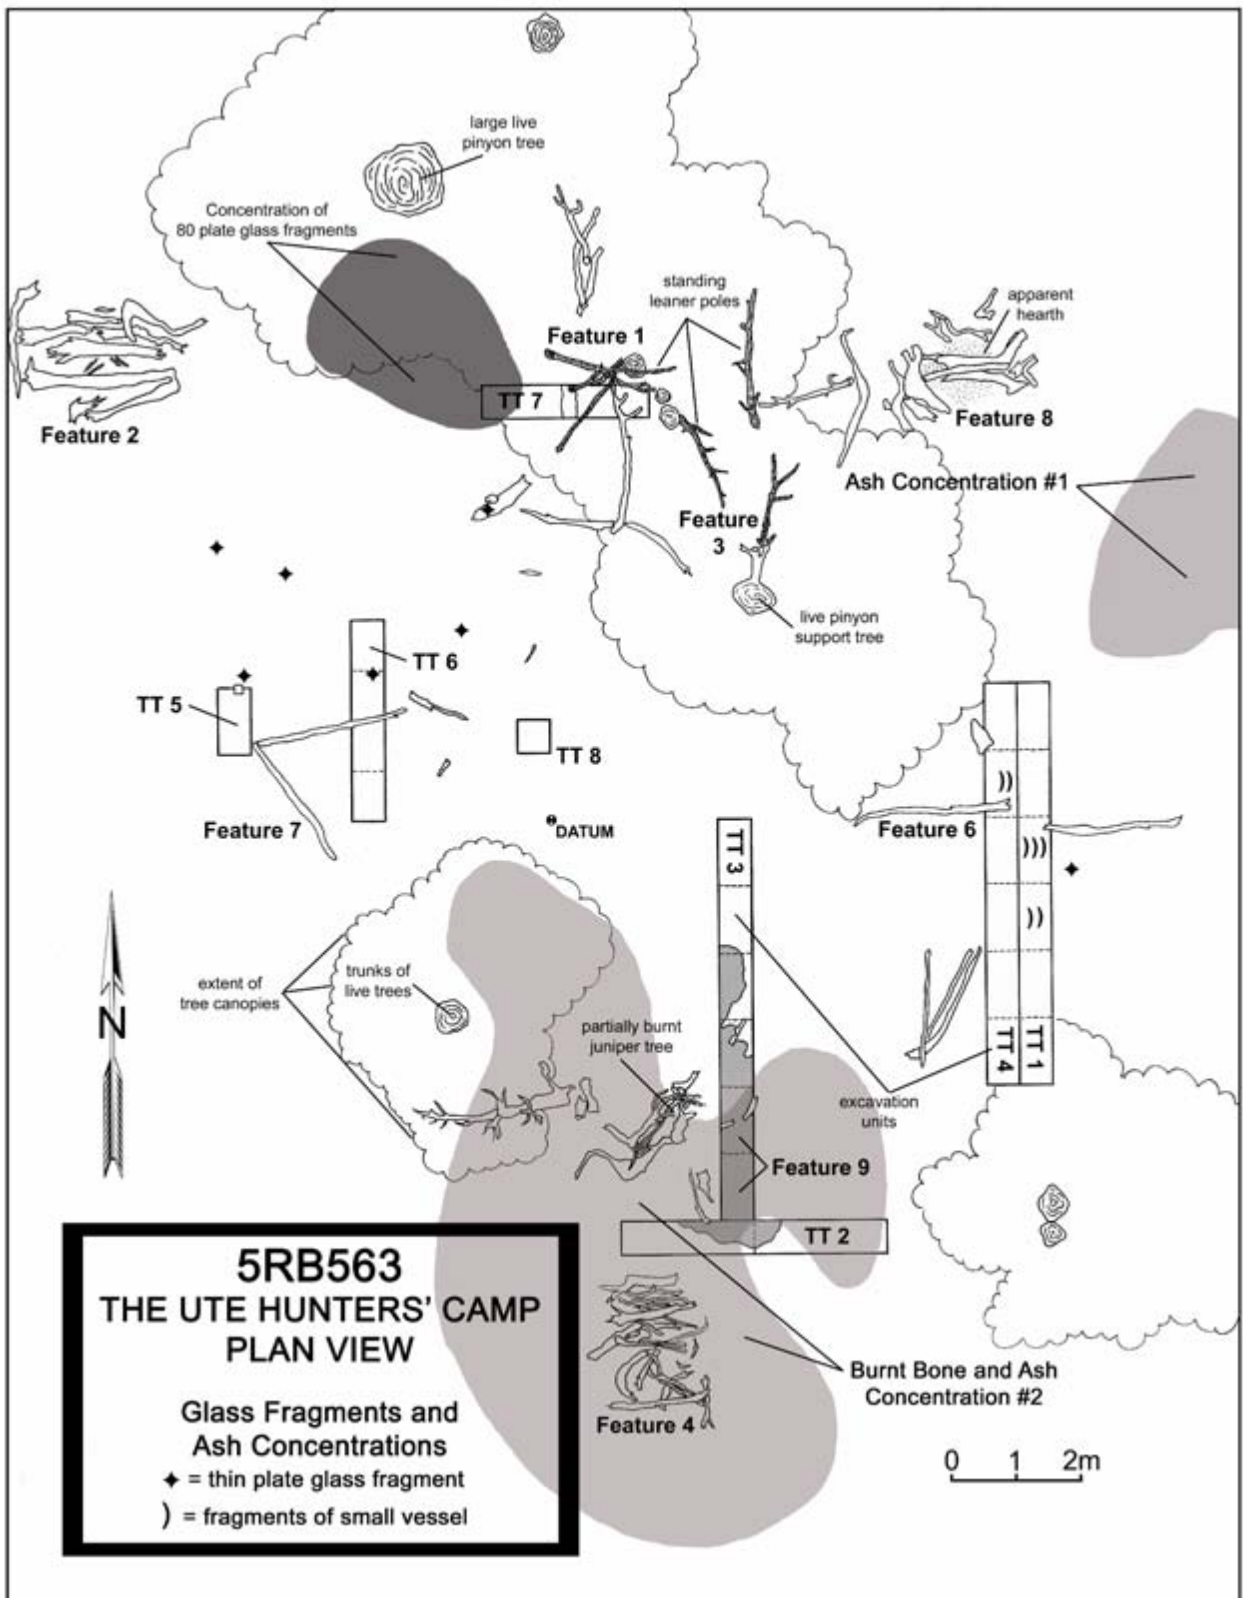 large live
pinyon tree
Concentration of
80 plate glass fragments
standing
leaner poles
apparent
hearth
Feature 1
TT 7
Feature 8
Feature 2
Ash Concentration #1
Feature
3
live pinyon
support tree
TT 6
TT 5
TT 8
Feature 7
DATUM
Feature 6
TT 3
extent of
tree canopies
trunks of
live trees
N
partially burnt
juniper tree
TT 4
TT 1
excavation
units
Feature 9
TT 2
5RB563
THE UTE HUNTERS' CAMP
PLAN VIEW
Glass Fragments and
Ash Concentrations
✦ = thin plate glass fragment
) = fragments of small vessel
Feature 4
Burnt Bone and Ash
Concentration #2
0 1 2m